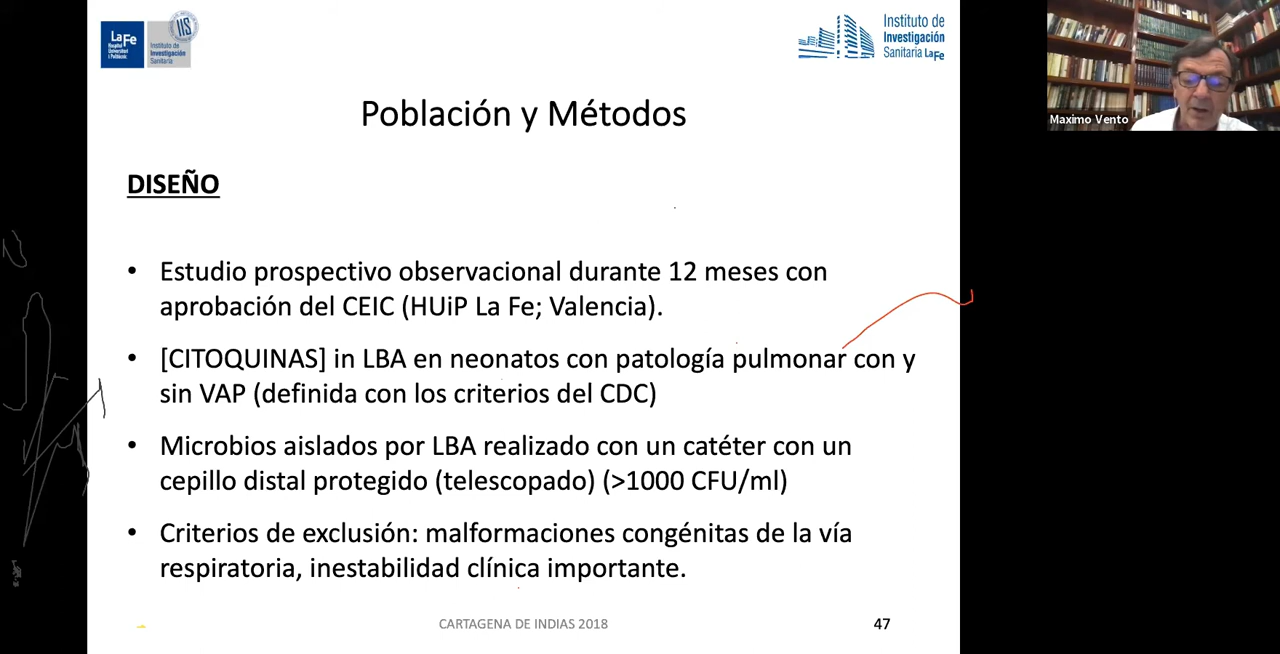 La Fe
Hospital
Universitari
i Politècnic
IIS
Instituto de
Investigación
Sanitaria
Instituto de
Investigación
Sanitaria La Fe
Maximo Vento
Población y Métodos
DISEÑO
• Estudio prospectivo observacional durante 12 meses con
aprobación del CEIC (HUiP La Fe; Valencia).
• [CITOQUINAS] in LBA en neonatos con patología pulmonar con y
sin VAP (definida con los criterios del CDC)
• Microbios aislados por LBA realizado con un catéter con un
cepillo distal protegido (telescopado) (>1000 CFU/ml)
• Criterios de exclusión: malformaciones congénitas de la vía
respiratoria, inestabilidad clínica importante.
CARTAGENA DE INDIAS 2018
47